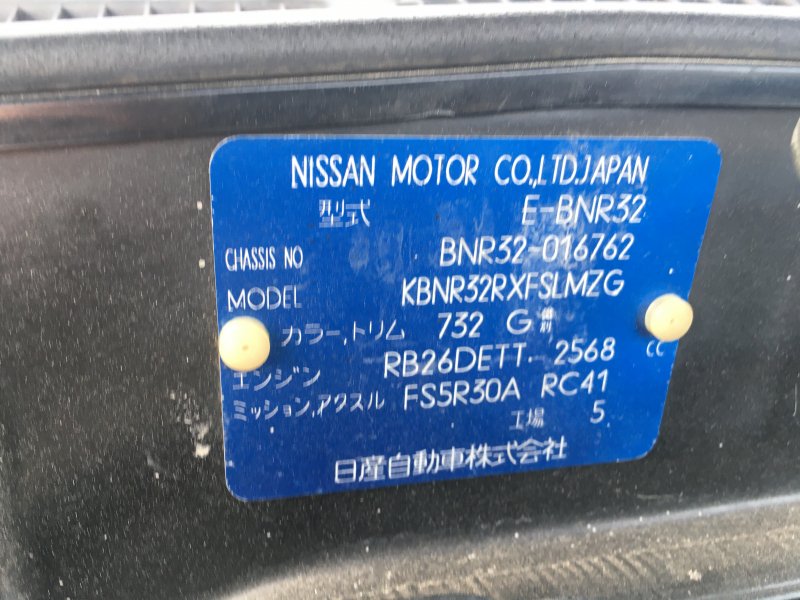 NISSAN MOTOR CO.,LTD.JAPAN
型式 E-BNR32
CHASSIS NO BNR32-016762
MODEL KBNR32RXFSLMZG
カラー,トリム 732 G
エンジン RB26DETT 2568 CC
ミッション,アクスル FS5R30A RC41
工場 5
日産自動車株式会社